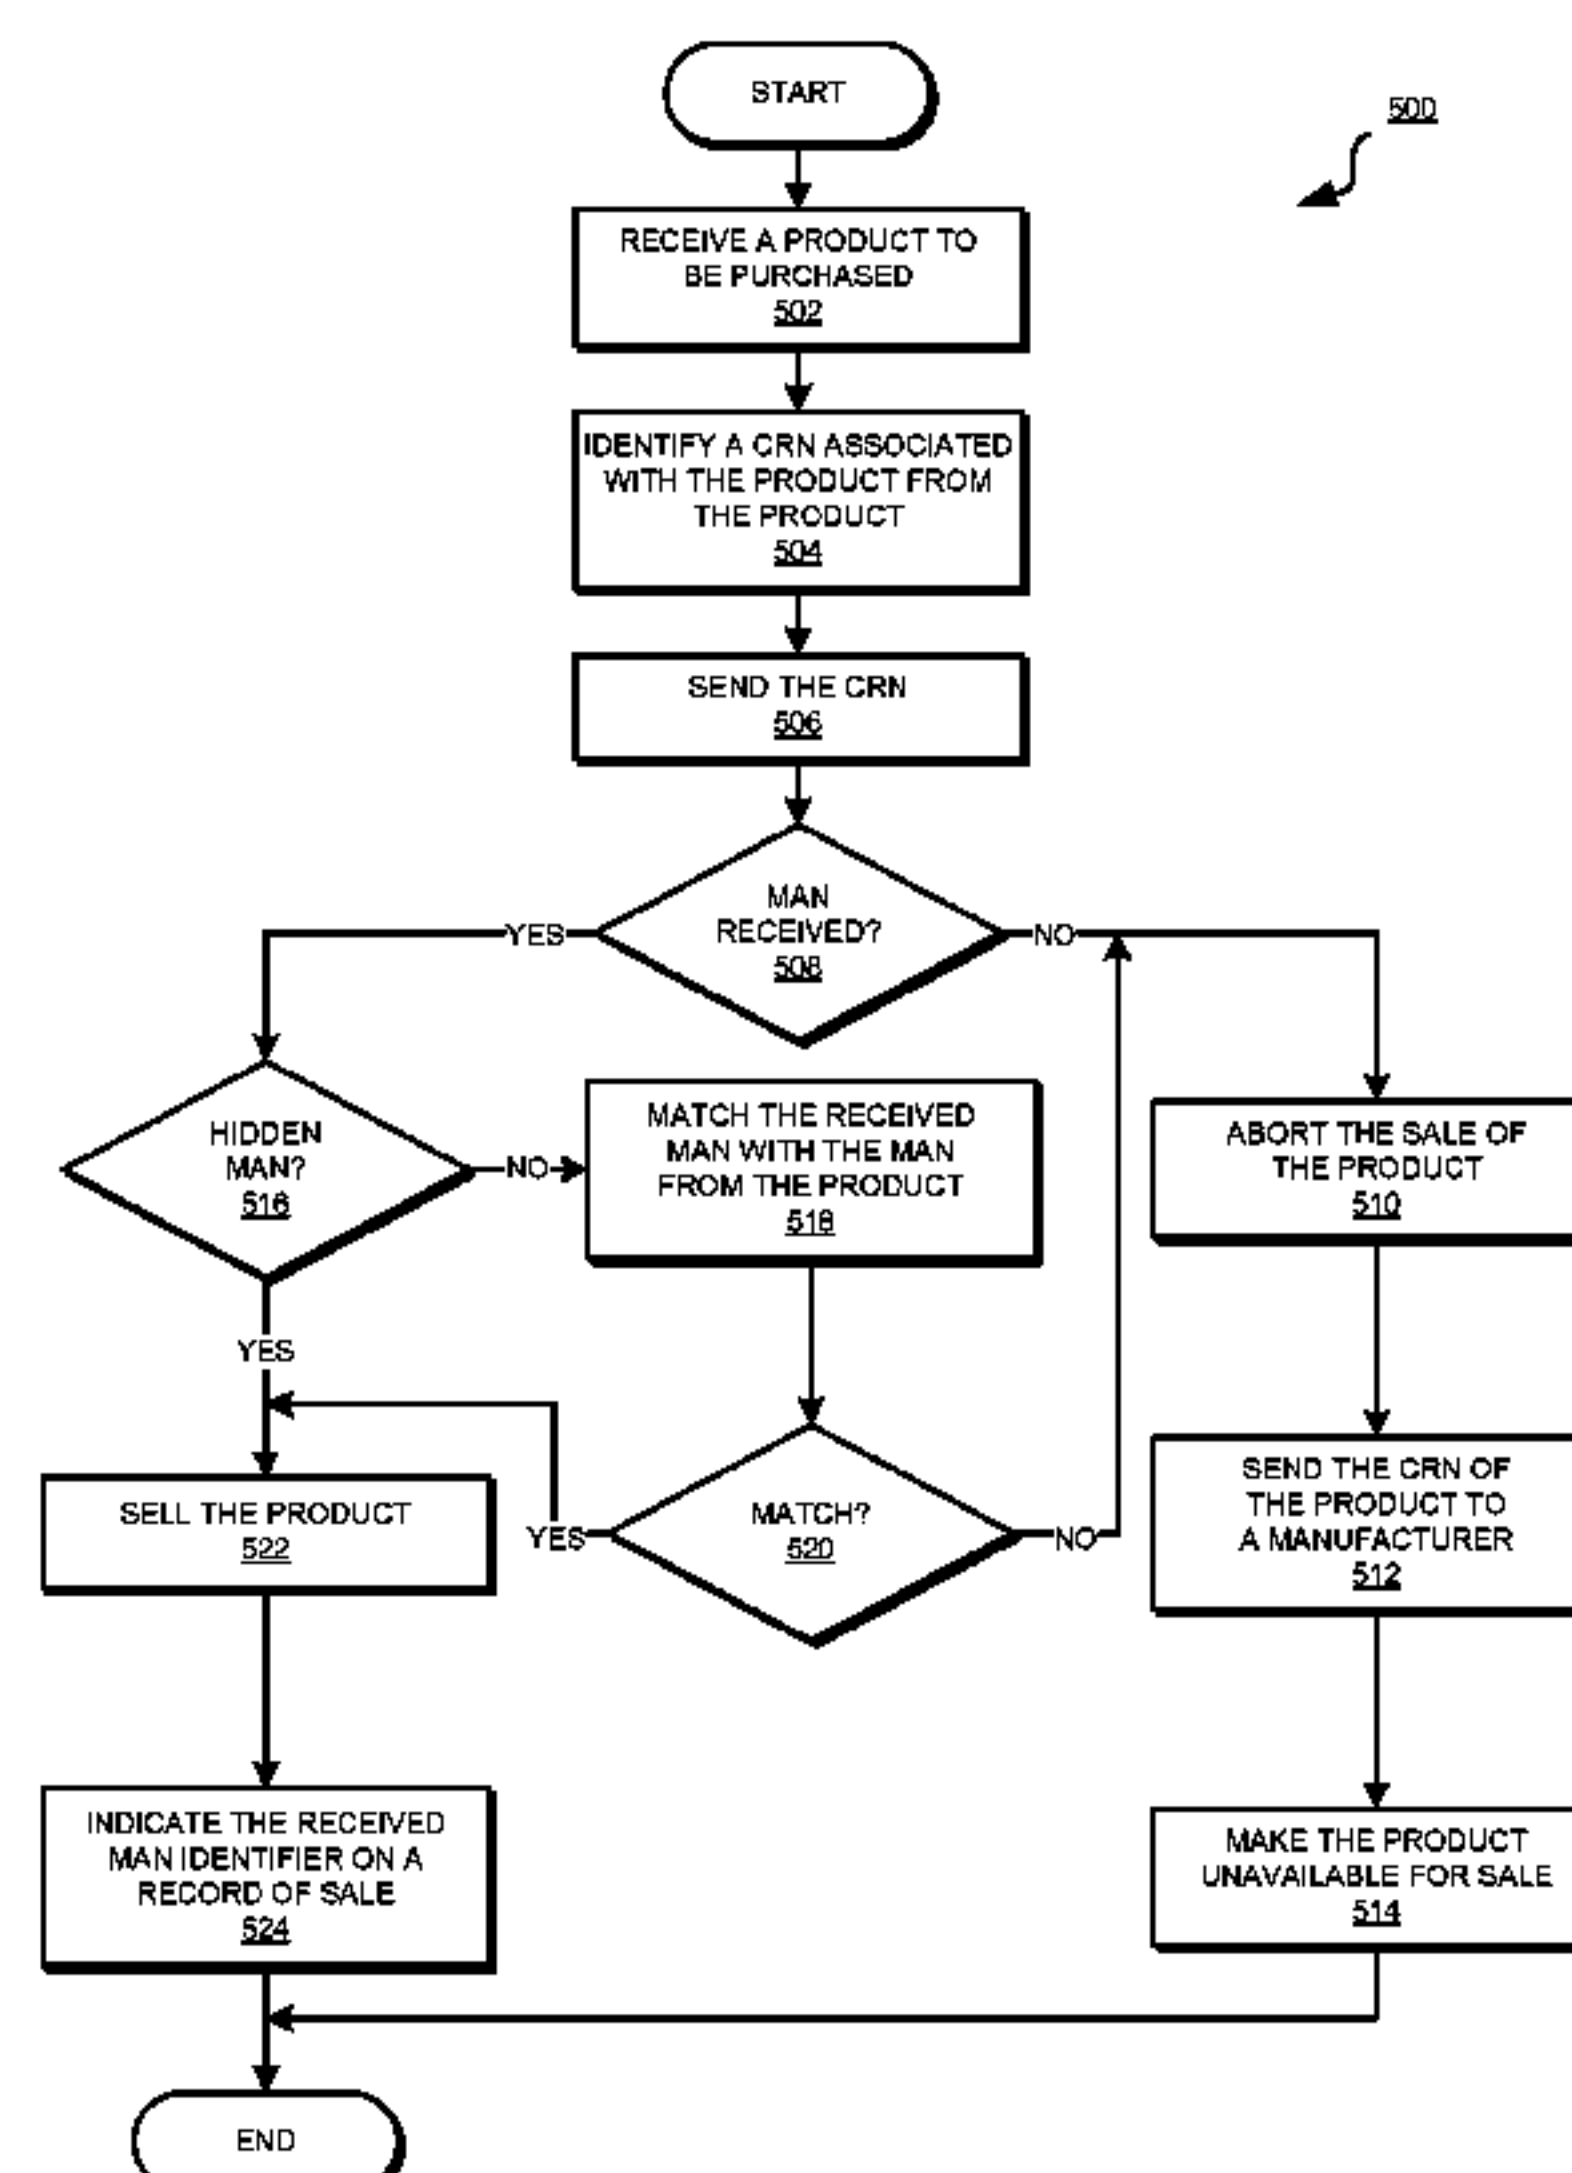 START
500
RECEIVE A PRODUCT TO
BE PURCHASED
502
IDENTIFY A CRN ASSOCIATED
WITH THE PRODUCT FROM
THE PRODUCT
504
SEND THE CRN
506
MAN
RECEIVED?
508
YES
NO
HIDDEN
MAN?
516
NO
MATCH THE RECEIVED
MAN WITH THE MAN
FROM THE PRODUCT
518
ABORT THE SALE OF
THE PRODUCT
510
YES
SELL THE PRODUCT
522
YES
MATCH?
520
NO
SEND THE CRN OF
THE PRODUCT TO
A MANUFACTURER
512
INDICATE THE RECEIVED
MAN IDENTIFIER ON A
RECORD OF SALE
524
MAKE THE PRODUCT
UNAVAILABLE FOR SALE
514
END